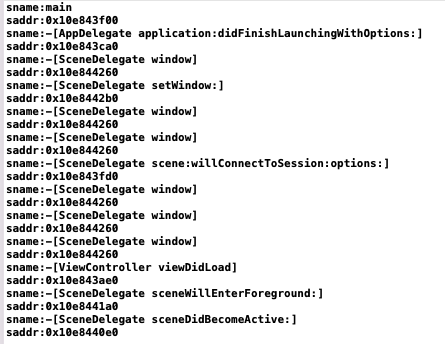 sname:main
saddr:0x10e843f00
sname:-[AppDelegate application:didFinishLaunchingWithOptions:]
saddr:0x10e843ca0
sname:-[SceneDelegate window]
saddr:0x10e844260
sname:-[SceneDelegate setWindow:]
saddr:0x10e8442b0
sname:-[SceneDelegate window]
saddr:0x10e844260
sname:-[SceneDelegate window]
saddr:0x10e844260
sname:-[SceneDelegate scene:willConnectToSession:options:]
saddr:0x10e843fd0
sname:-[SceneDelegate window]
saddr:0x10e844260
sname:-[SceneDelegate window]
saddr:0x10e844260
sname:-[SceneDelegate window]
saddr:0x10e844260
sname:-[ViewController viewDidLoad]
saddr:0x10e843ae0
sname:-[SceneDelegate sceneWillEnterForeground:]
saddr:0x10e8441a0
sname:-[SceneDelegate sceneDidBecomeActive:]
saddr:0x10e8440e0